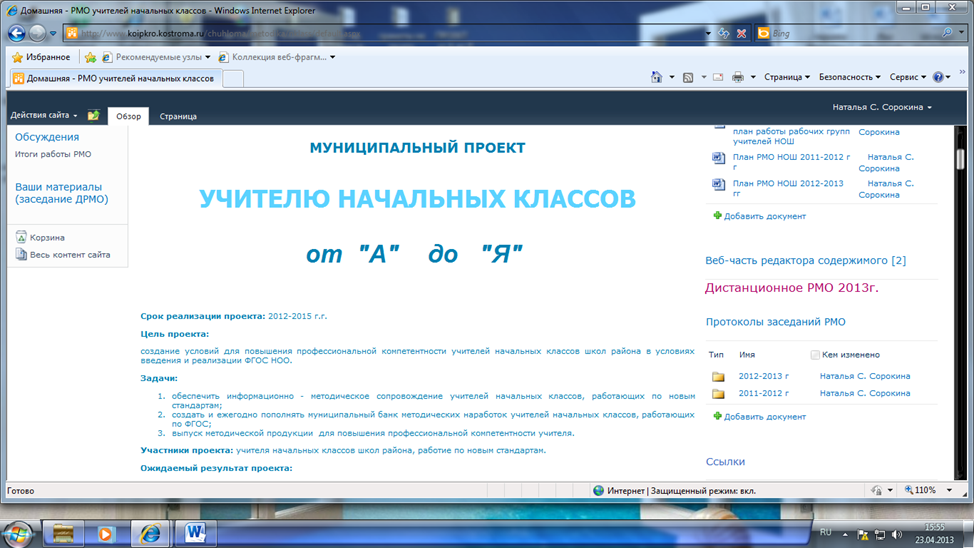 Домашняя - РМО учителей начальных классов - Windows Internet Explorer
Bing
Избранное
Рекомендуемые узлы
Коллекция веб-фрагм...
Домашняя - РМО учителей начальных классов
Страница
Безопасность
Сервис
Наталья С. Сорокина
Действия сайта
Обзор
Страница
Обсуждения
Итоги работы РМО
Ваши материалы
(заседание ДРМО)
Корзина
Весь контент сайта
МУНИЦИПАЛЬНЫЙ ПРОЕКТ
УЧИТЕЛЮ НАЧАЛЬНЫХ КЛАССОВ
от "А" до "Я"
Срок реализации проекта: 2012-2015 г.г.
Цель проекта:
создание условий для повышения профессиональной компетентности учителей начальных классов школ района в условиях
введения и реализации ФГОС НОО.
Задачи:
1. обеспечить информационно - методическое сопровождение учителей начальных классов, работающих по новым
стандартам;
2. создать и ежегодно пополнять муниципальный банк методических наработок учителей начальных классов, работающих
по ФГОС;
3. выпуск методической продукции для повышения профессиональной компетентности учителя.
Участники проекта: учителя начальных классов школ района, работие по новым стандартам.
Ожидаемый результат проекта:
план работы рабочих групп
учителей НОШ
Сорокина
План РМО НОШ 2011-2012 г
г
Наталья С.
Сорокина
План РМО НОШ 2012-2013
гг
Наталья С.
Сорокина
Добавить документ
Веб-часть редактора содержимого [2]
Дистанционное РМО 2013г.
Протоколы заседаний РМО
Тип Имя Кем изменено
2012-2013 г Наталья С. Сорокина
2011-2012 г Наталья С. Сорокина
Добавить документ
Ссылки
Готово
Интернет | Защищенный режим: вкл.
110%
RU
15:55
23.04.2013